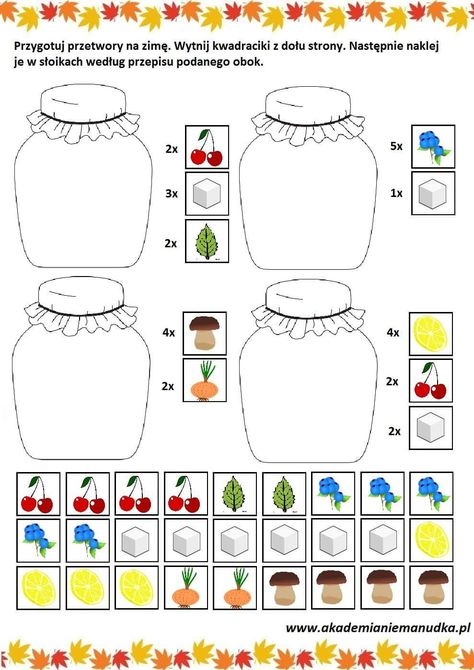 Przygotuj przetwory na zimę. Wytnij kwadraciki z dołu strony. Następnie naklej
je w słoikach według przepisu podanego obok.
2x
3x
2x
5x
1x
4x
2x
4x
2x
2x
www.akademianiemanudka.pl